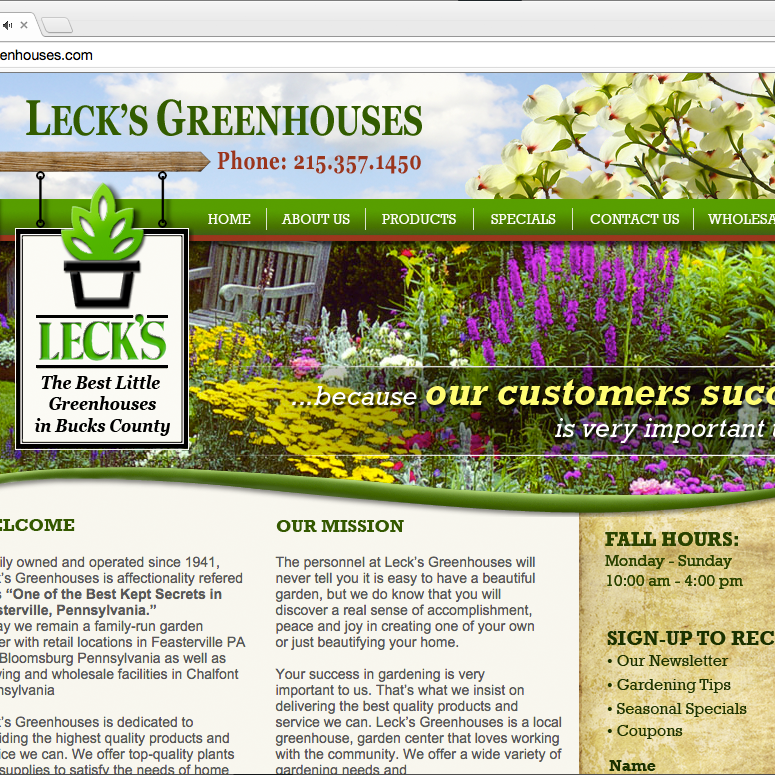 enhouses.com
LECK'S GREENHOUSES
Phone: 215.357.1450
HOME
ABOUT US
PRODUCTS
SPECIALS
CONTACT US
WHOLESA
LECK'S
The Best Little
Greenhouses
in Bucks County
...because our customers succ
is very important t
ELCOME
ily owned and operated since 1941,
k's Greenhouses is affectionality refered
s "One of the Best Kept Secrets in
sterville, Pennsylvania."
ay we remain a family-run garden
er with retail locations in Feasterville PA
Bloomsburg Pennsylvania as well as
ving and wholesale facilities in Chalfont
nsylvania
k's Greenhouses is dedicated to
iding the highest quality products and
ice we can. We offer top-quality plants
supplies to satisfy the needs of home
OUR MISSION
The personnel at Leck's Greenhouses will
never tell you it is easy to have a beautiful
garden, but we do know that you will
discover a real sense of accomplishment,
peace and joy in creating one of your own
or just beautifying your home.
Your success in gardening is very
important to us. That's what we insist on
delivering the best quality products and
service we can. Leck's Greenhouses is a local
greenhouse, garden center that loves working
with the community. We offer a wide variety of
gardening needs and
FALL HOURS:
Monday - Sunday
10:00 am - 4:00 pm
SIGN-UP TO REC
• Our Newsletter
• Gardening Tips
• Seasonal Specials
• Coupons
Name